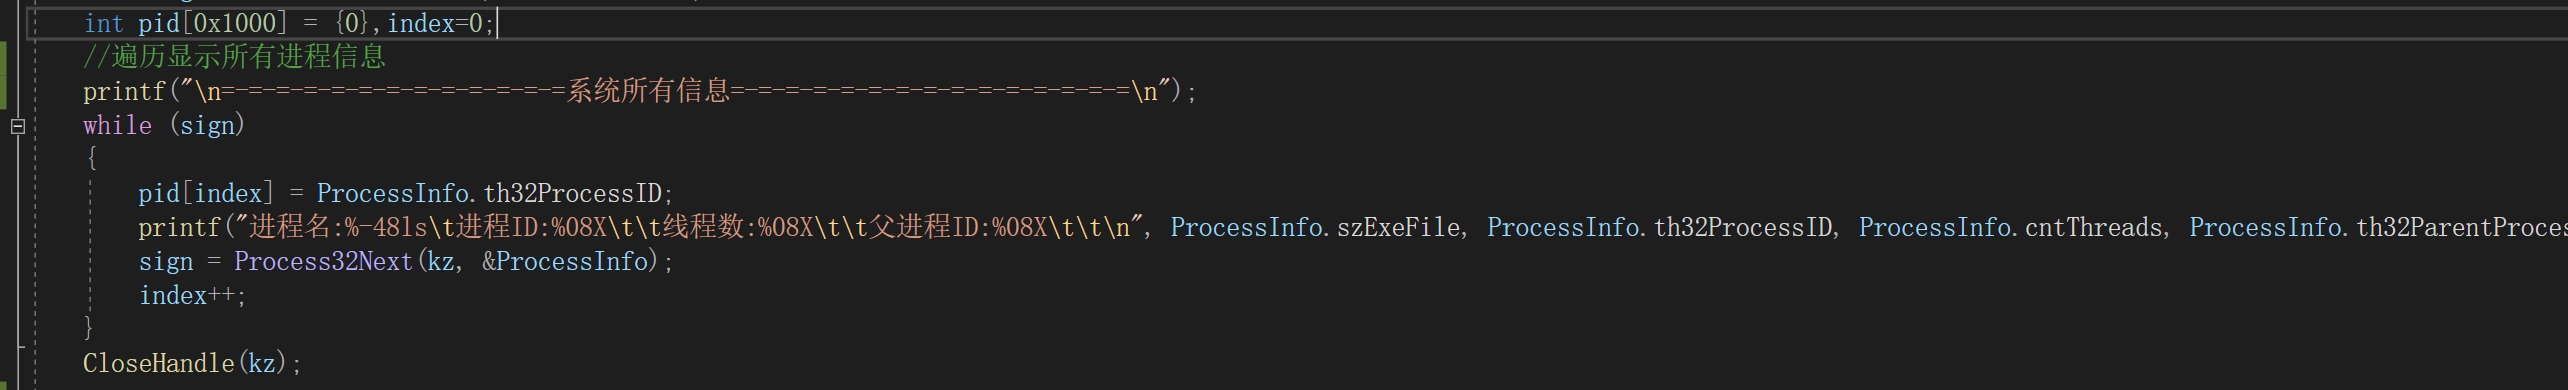 int pid[0x1000] = {0},index=0;
//遍历显示所有进程信息
printf("\n=-=-=-=-=-=-=-=-=-=-=-=-=系统所有信息=-=-=-=-=-=-=-=-=-=-=-=-=-=-=\n");
while (sign)
{
pid[index] = ProcessInfo.th32ProcessID;
printf("进程名:%-48ls\t进程ID:%08X\t\t线程数:%08X\t\t父进程ID:%08X\t\t\n", ProcessInfo.szExeFile, ProcessInfo.th32ProcessID, ProcessInfo.cntThreads, ProcessInfo.th32ParentProces
sign = Process32Next(kz, &ProcessInfo);
index++;
}
CloseHandle(kz);